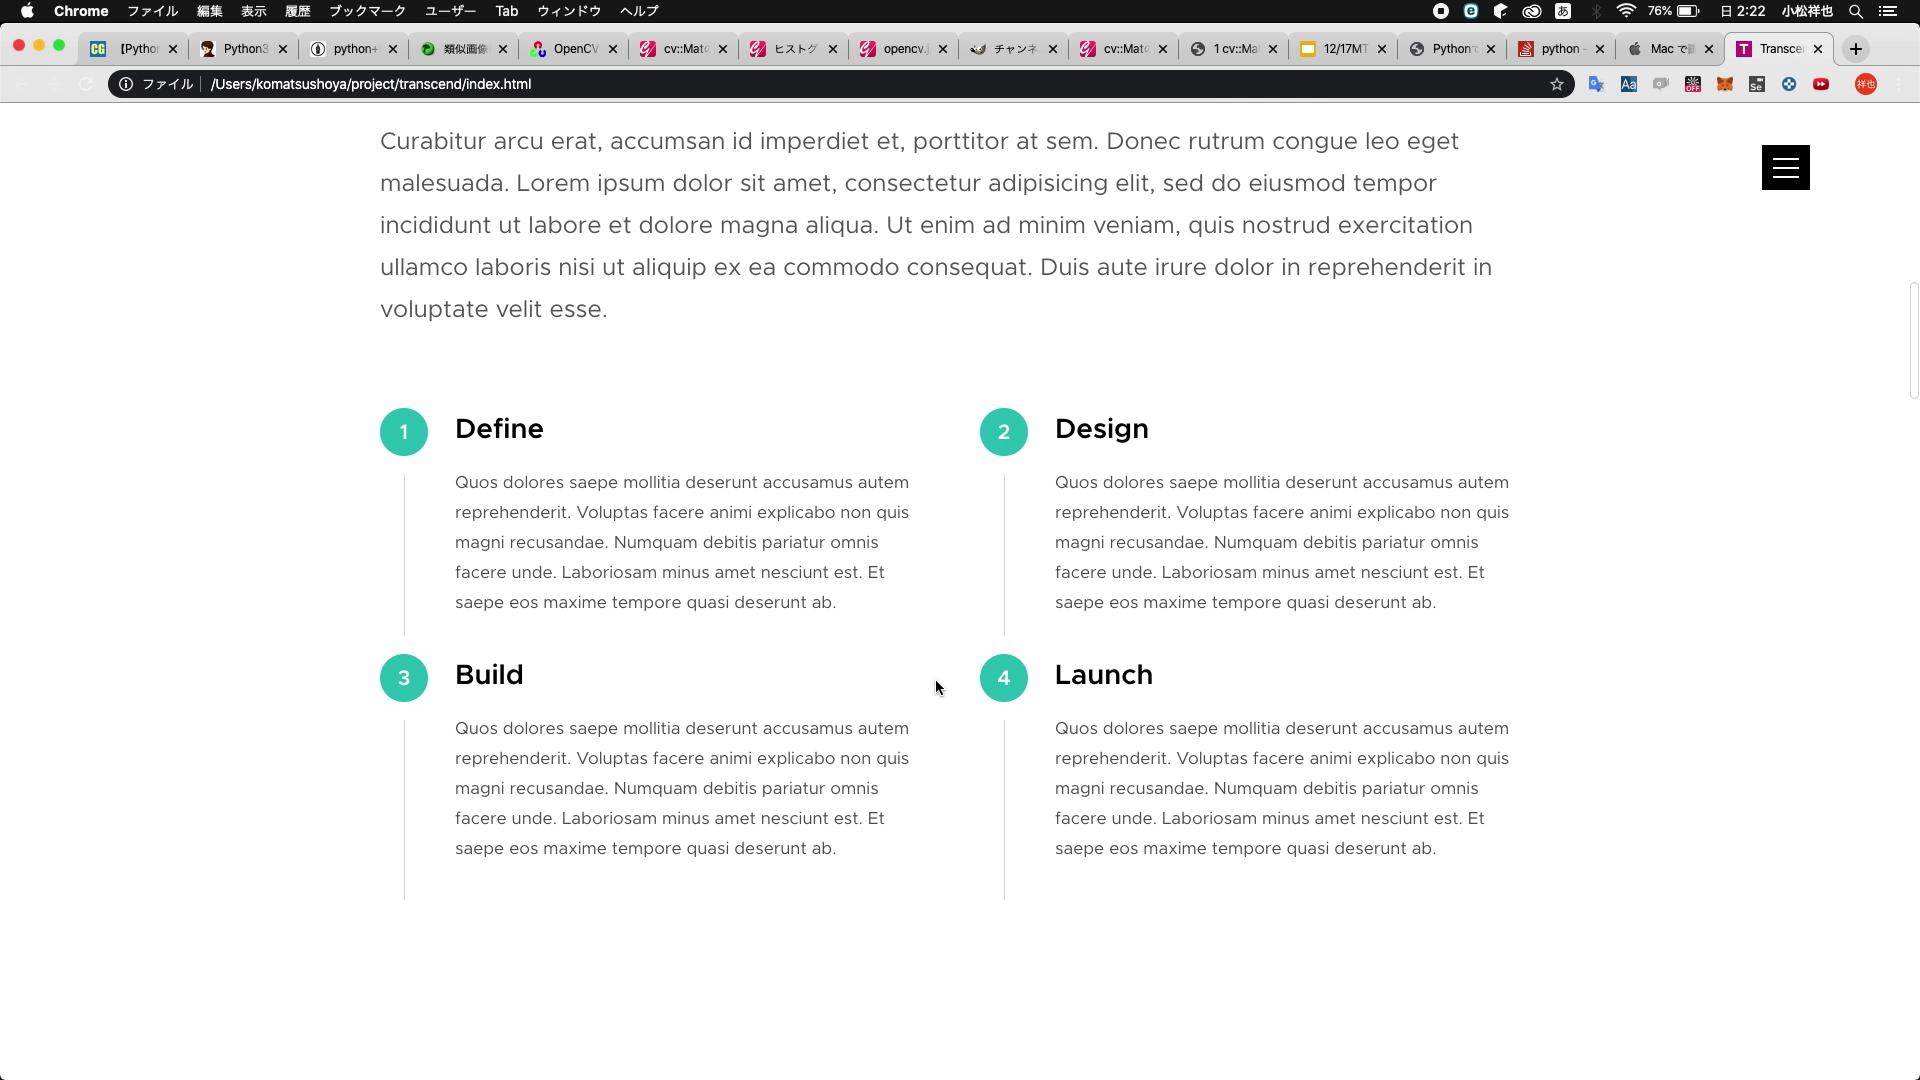 Chrome ファイル 編集 表示 履歴 ブックマーク ユーザー Tab ウィンドウ ヘルプ
76% 日 2:22 小松祥也
【Pytho
Python3
python+
類似画像
OpenCV
cv::Mat
ヒストグ
opencv.j
チャンネ
cv::Mat
1 cv::Ma
12/17MT
Pythonで
python -
Mac で
Transce
ファイル /Users/komatsushoya/project/transcend/index.html
Curabitur arcu erat, accumsan id imperdiet et, porttitor at sem. Donec rutrum congue leo eget
malesuada. Lorem ipsum dolor sit amet, consectetur adipisicing elit, sed do eiusmod tempor
incididunt ut labore et dolore magna aliqua. Ut enim ad minim veniam, quis nostrud exercitation
ullamco laboris nisi ut aliquip ex ea commodo consequat. Duis aute irure dolor in reprehenderit in
voluptate velit esse.
1 Define
Quos dolores saepe mollitia deserunt accusamus autem
reprehenderit. Voluptas facere animi explicabo non quis
magni recusandae. Numquam debitis pariatur omnis
facere unde. Laboriosam minus amet nesciunt est. Et
saepe eos maxime tempore quasi deserunt ab.
2 Design
Quos dolores saepe mollitia deserunt accusamus autem
reprehenderit. Voluptas facere animi explicabo non quis
magni recusandae. Numquam debitis pariatur omnis
facere unde. Laboriosam minus amet nesciunt est. Et
saepe eos maxime tempore quasi deserunt ab.
3 Build
Quos dolores saepe mollitia deserunt accusamus autem
reprehenderit. Voluptas facere animi explicabo non quis
magni recusandae. Numquam debitis pariatur omnis
facere unde. Laboriosam minus amet nesciunt est. Et
saepe eos maxime tempore quasi deserunt ab.
4 Launch
Quos dolores saepe mollitia deserunt accusamus autem
reprehenderit. Voluptas facere animi explicabo non quis
magni recusandae. Numquam debitis pariatur omnis
facere unde. Laboriosam minus amet nesciunt est. Et
saepe eos maxime tempore quasi deserunt ab.